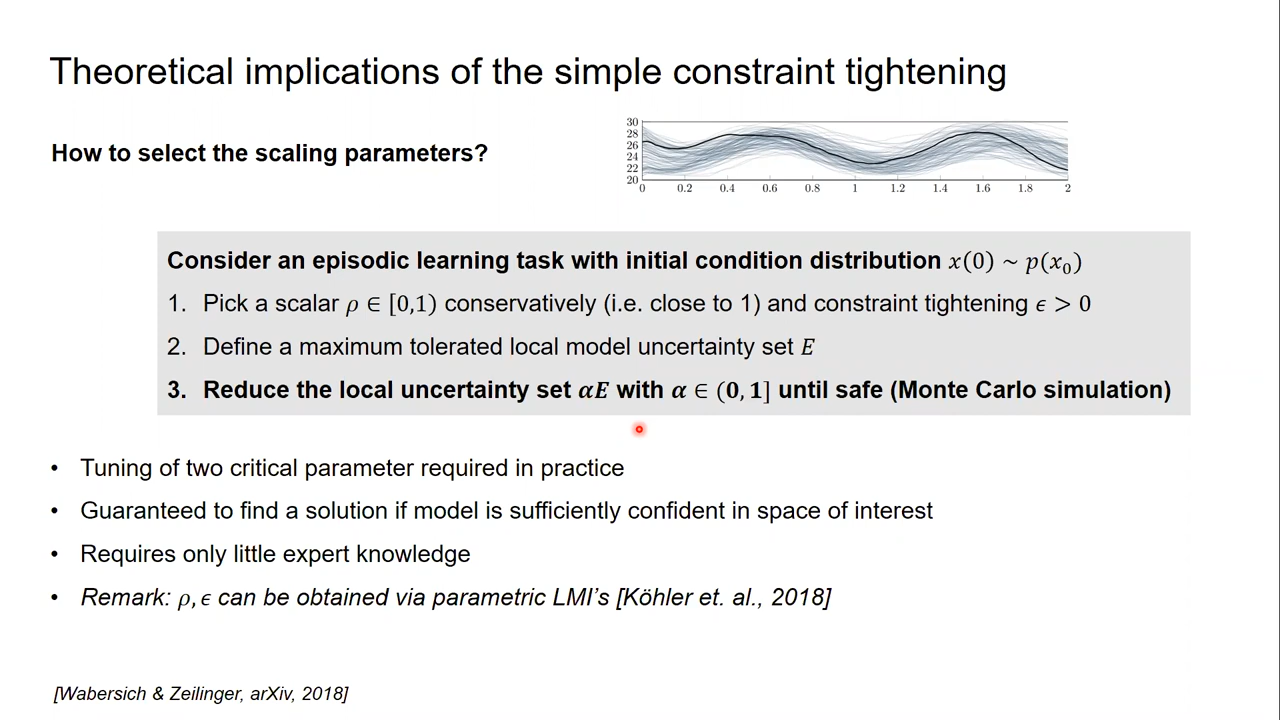 Theoretical implications of the simple constraint tightening
How to select the scaling parameters?
30
28
26
24
22
20
0 0.2 0.4 0.6 0.8 1 1.2 1.4 1.6 1.8 2
Consider an episodic learning task with initial condition distribution x(0) ~ p(x₀)
1. Pick a scalar ρ ∈ [0,1) conservatively (i.e. close to 1) and constraint tightening ϵ > 0
2. Define a maximum tolerated local model uncertainty set E
3. Reduce the local uncertainty set αE with α ∈ (0, 1] until safe (Monte Carlo simulation)
• Tuning of two critical parameter required in practice
• Guaranteed to find a solution if model is sufficiently confident in space of interest
• Requires only little expert knowledge
• Remark: ρ, ϵ can be obtained via parametric LMI's [Köhler et. al., 2018]
[Wabersich & Zeilinger, arXiv, 2018]